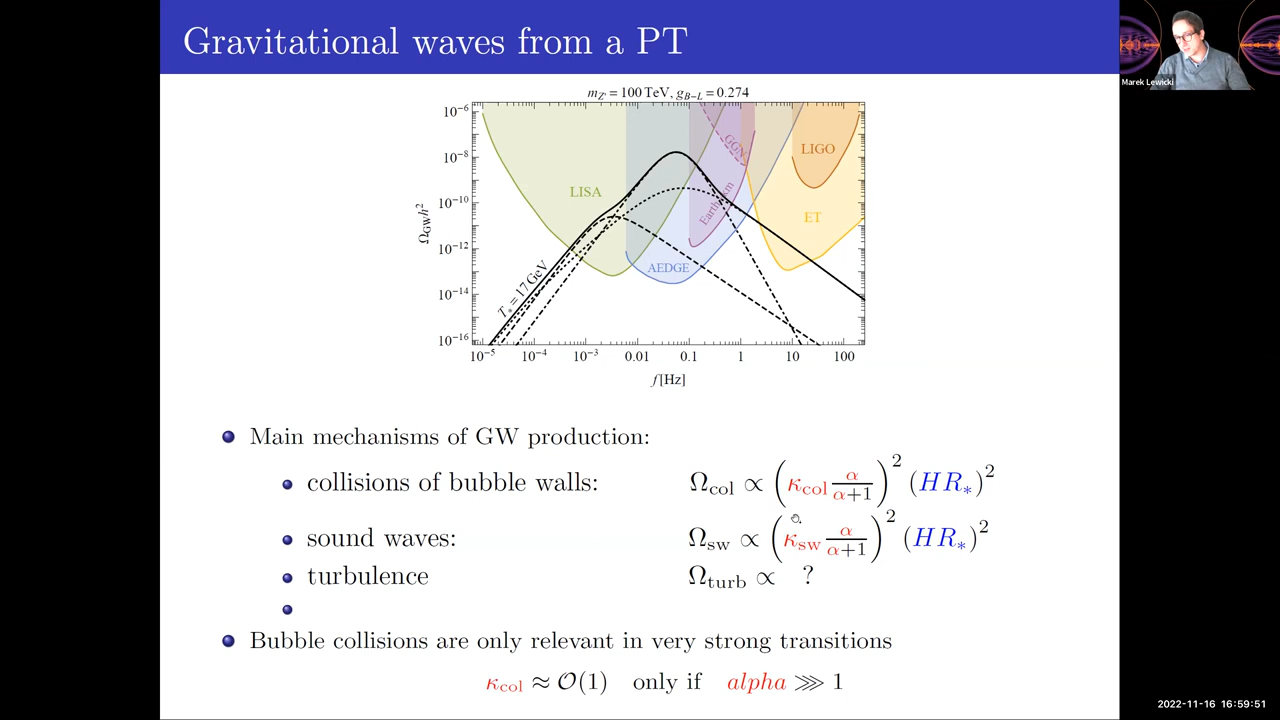 Gravitational waves from a PT
Marek Lewicki
m_Z' = 100 TeV, g_B−L = 0.274
10⁻⁶
10⁻⁸
10⁻¹⁰
10⁻¹²
10⁻¹⁴
10⁻¹⁶
Ω_GW h²
LISA
GGN
LIGO
Earth km
ET
AEDGE
T_* = 17 GeV
10⁻⁵ 10⁻⁴ 10⁻³ 0.01 0.1 1 10 100
f [Hz]
Main mechanisms of GW production:
collisions of bubble walls: Ω_col ∝ (κ_col α/(α+1))² (HR_*)²
sound waves: Ω_sw ∝ (κ_sw α/(α+1))² (HR_*)²
turbulence Ω_turb ∝ ?
Bubble collisions are only relevant in very strong transitions
κ_col ≈ O(1) only if alpha ⋙ 1
2022-11-16 16:59:51